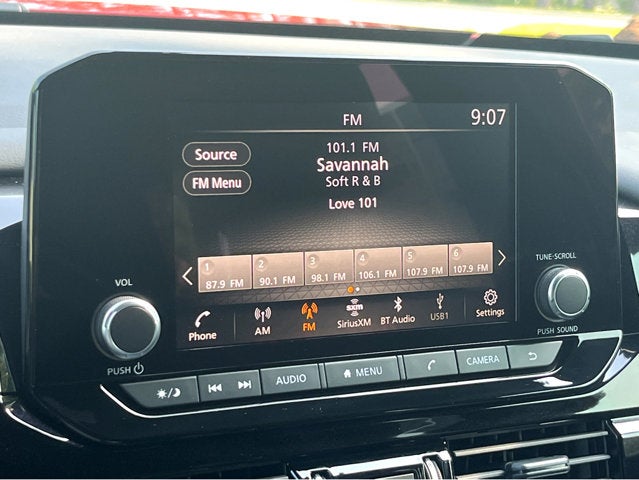 FM 9:07
Source
FM Menu
101.1 FM
Savannah
Soft R & B
Love 101
1 2 3 4 5 6
87.9 FM 90.1 FM 98.1 FM 106.1 FM 107.9 FM 107.9 FM
Phone AM FM sxm SiriusXM BT Audio USB1 Settings
VOL
PUSH
TUNE-SCROLL
PUSH SOUND
AUDIO MENU CAMERA